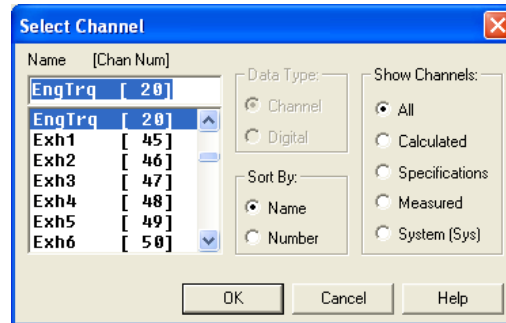 Select Channel
Name [Chan Num]
EngTrq [ 20]
EngTrq [ 20]
Exh1 [ 45]
Exh2 [ 46]
Exh3 [ 47]
Exh4 [ 48]
Exh5 [ 49]
Exh6 [ 50]
Data Type:
Channel
Digital
Sort By:
Name
Number
Show Channels:
All
Calculated
Specifications
Measured
System (Sys)
OK Cancel Help